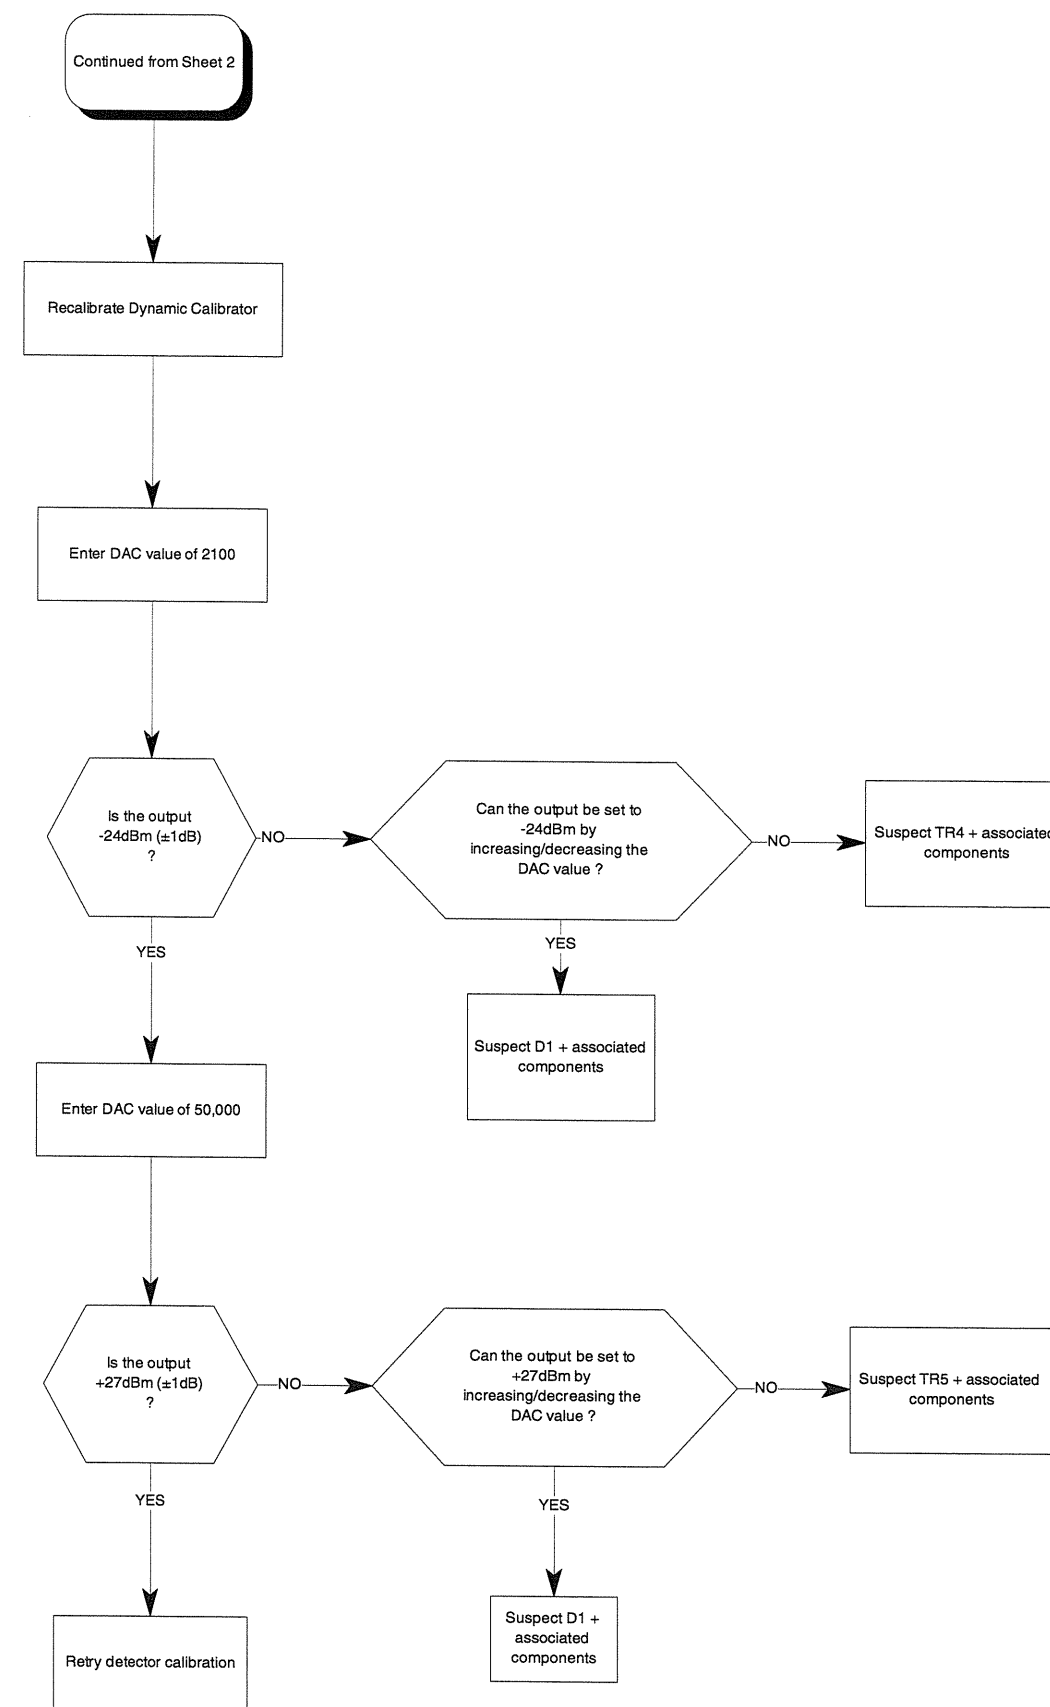 Continued from Sheet 2
Recalibrate Dynamic Calibrator
Enter DAC value of 2100
Is the output
-24dBm (±1dB)
?
NO
Can the output be set to
-24dBm by
increasing/decreasing the
DAC value ?
NO
Suspect TR4 + associated
components
YES
YES
Suspect D1 + associated
components
Enter DAC value of 50,000
Is the output
+27dBm (±1dB)
?
NO
Can the output be set to
+27dBm by
increasing/decreasing the
DAC value ?
NO
Suspect TR5 + associated
components
YES
YES
Suspect D1 +
associated
components
Retry detector calibration